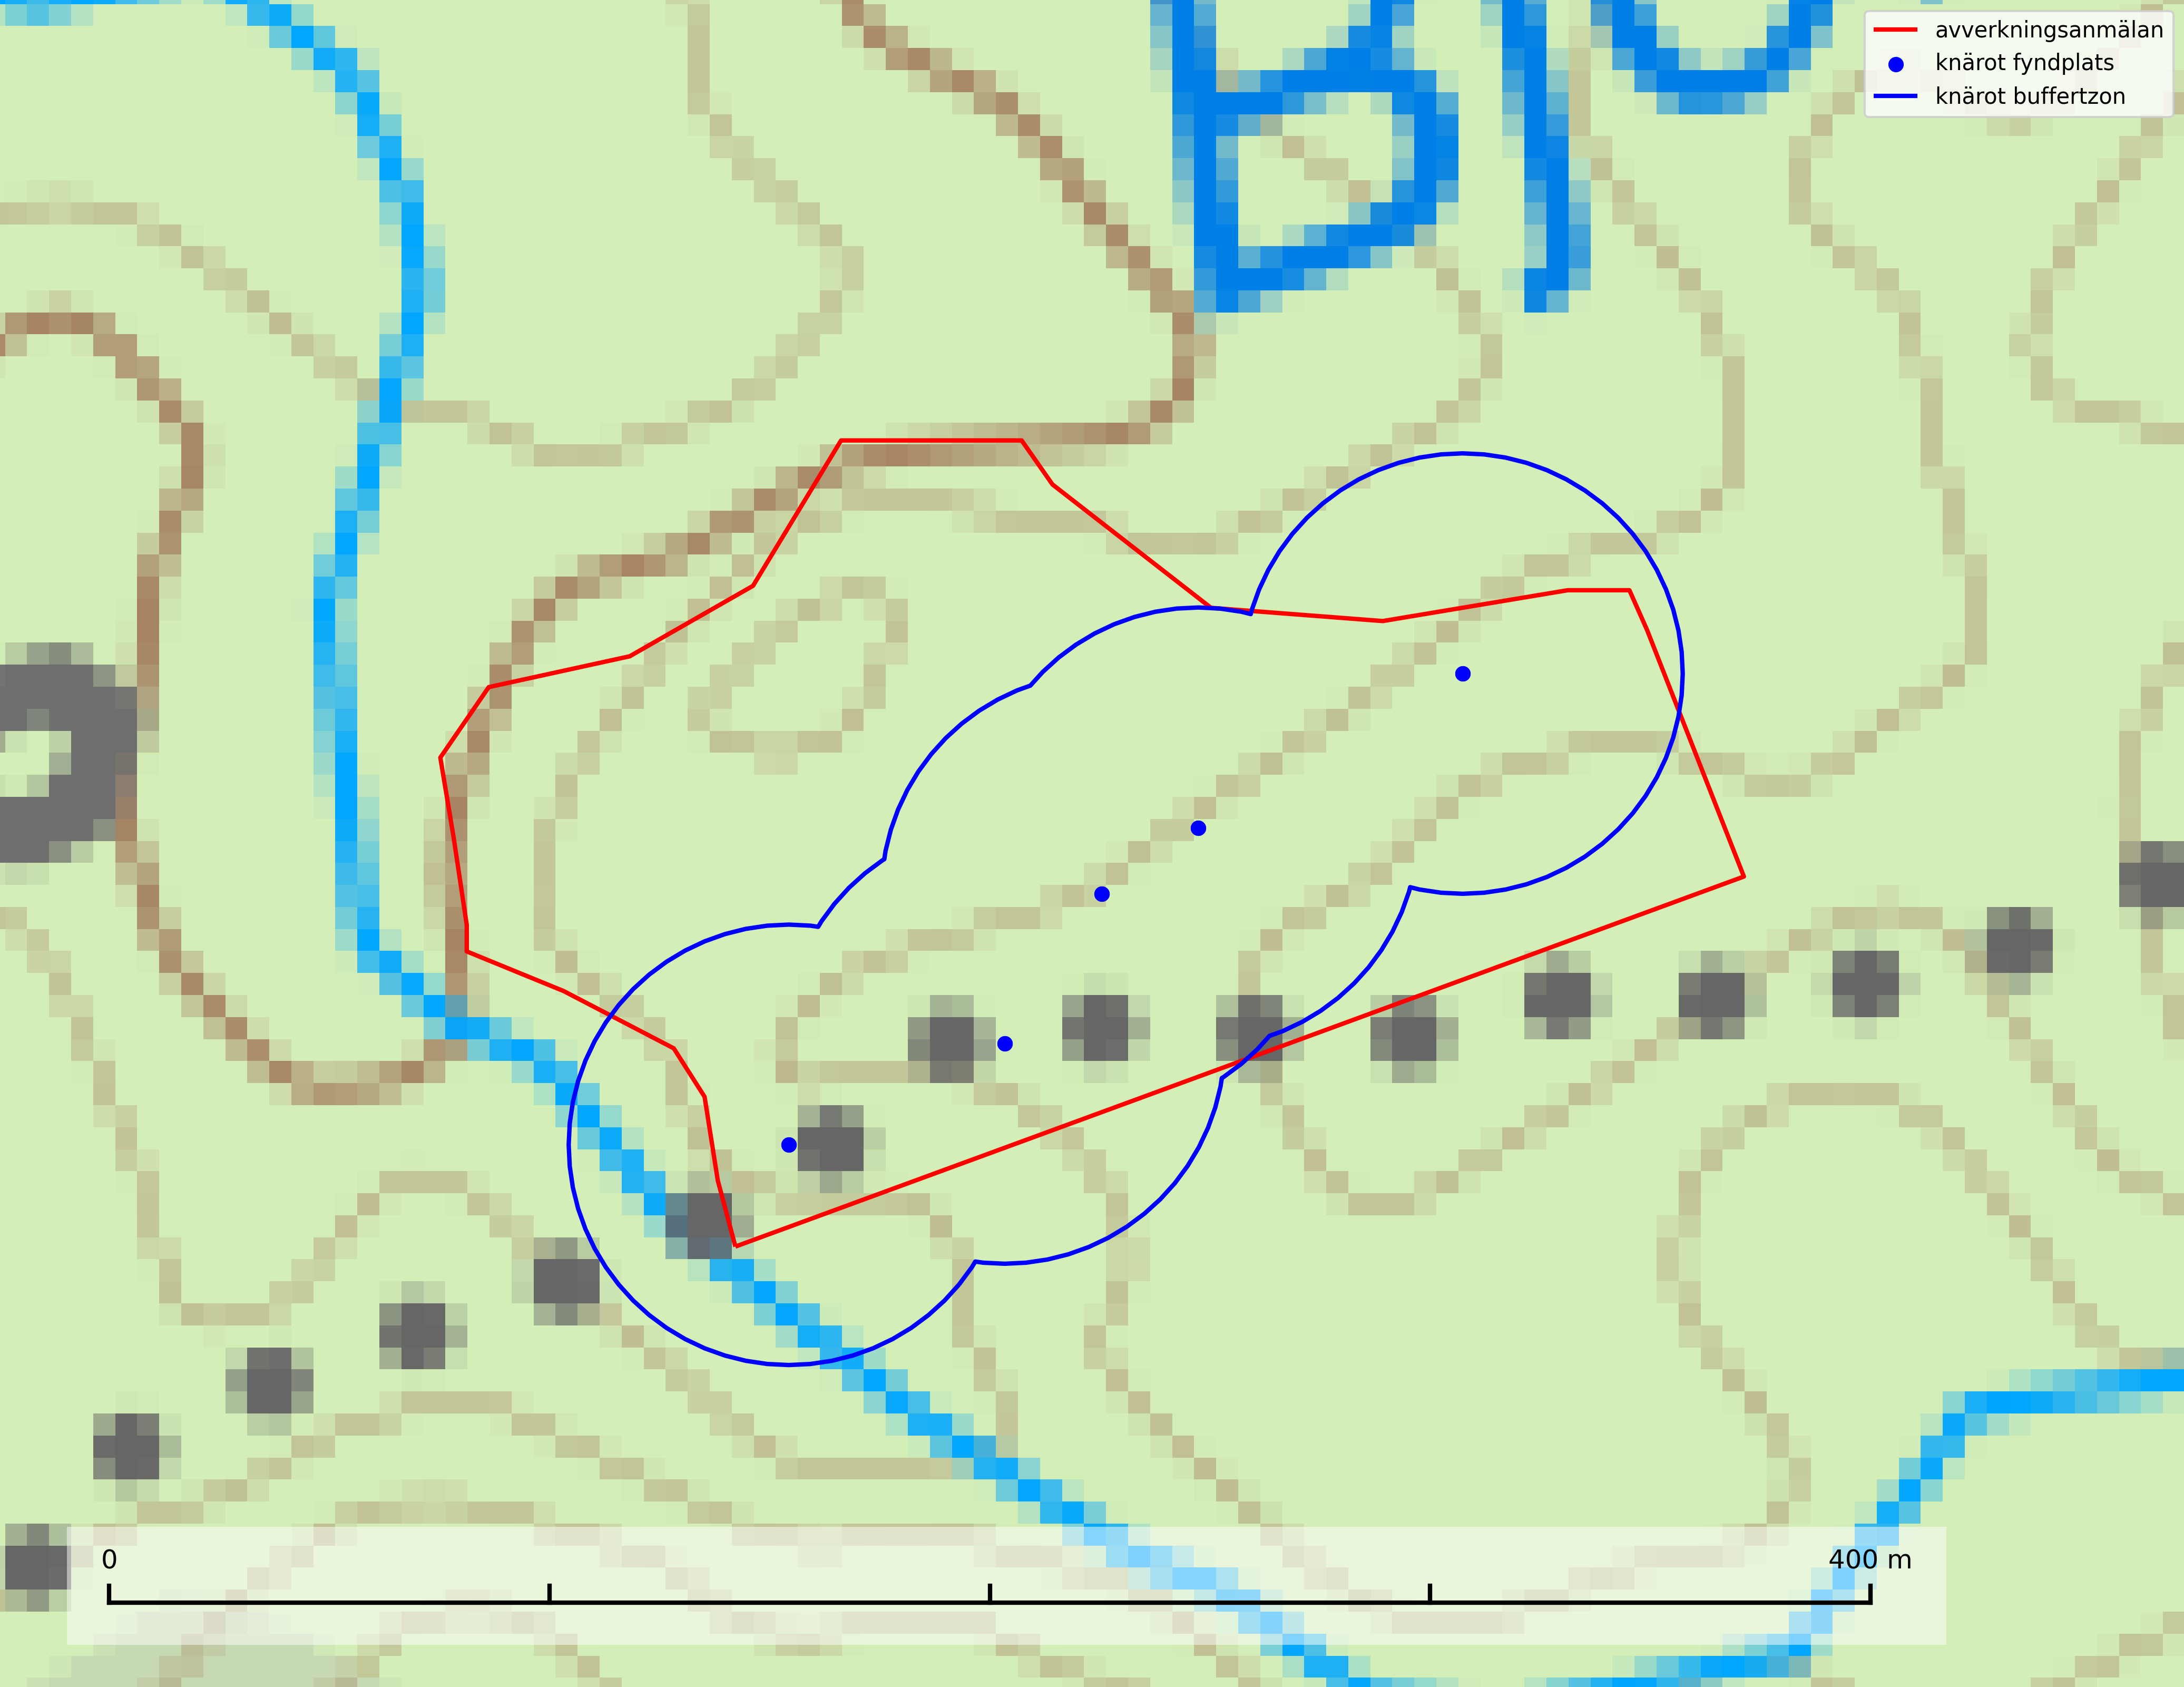 avverkningsanmälan
knärot fyndplats
knärot buffertzon
0 400 m